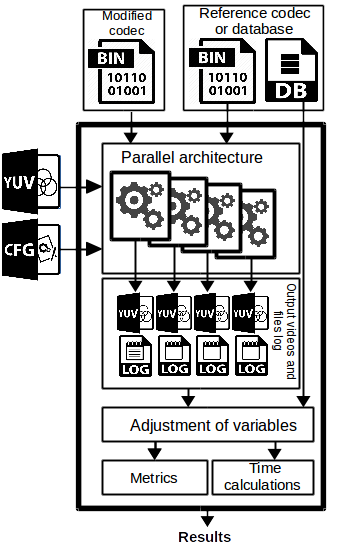 Modified
codec
BIN
10110
01001
Reference codec
or database
BIN
10110
01001
DB
Parallel architecture
YUV
CFG
YUV
YUV
YUV
YUV
LOG
LOG
LOG
LOG
Output videos and
files log
Adjustment of variables
Metrics
Time
calculations
Results